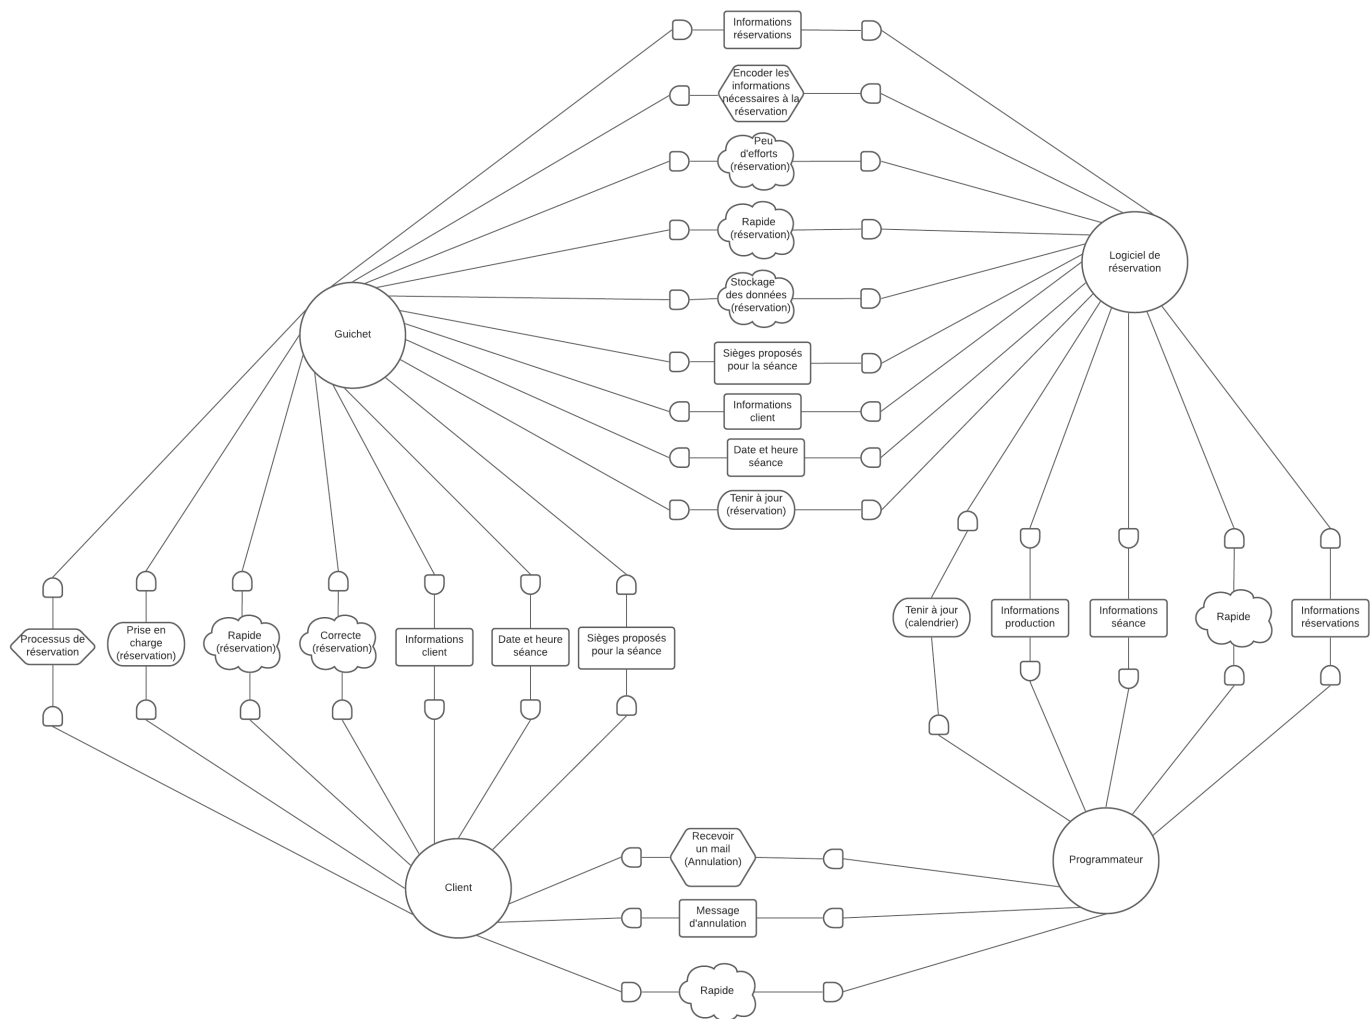 Informations
réservations
Encoder les
informations
nécessaires à la
réservation
Peu
d'efforts
(réservation)
Rapide
(réservation)
Logiciel de
réservation
Stockage
des données
(réservation)
Guichet
Sièges proposés
pour la séance
Informations
client
Date et heure
séance
Tenir à jour
(réservation)
Processus de
réservation
Prise en
charge
(réservation)
Rapide
(réservation)
Correcte
(réservation)
Informations
client
Date et heure
séance
Sièges proposés
pour la séance
Tenir à jour
(calendrier)
Informations
production
Informations
séance
Rapide
Informations
réservations
Recevoir
un mail
(Annulation)
Programmateur
Client
Message
d'annulation
Rapide